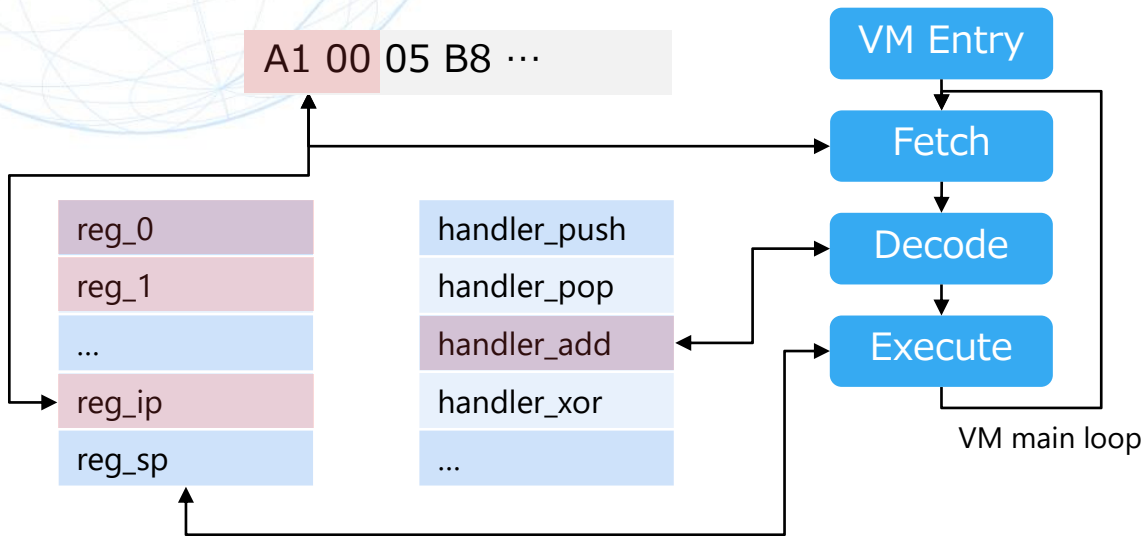 A1 00 05 B8 ⋯
VM Entry
Fetch
Decode
Execute
VM main loop
reg_0
reg_1
...
reg_ip
reg_sp
handler_push
handler_pop
handler_add
handler_xor
...